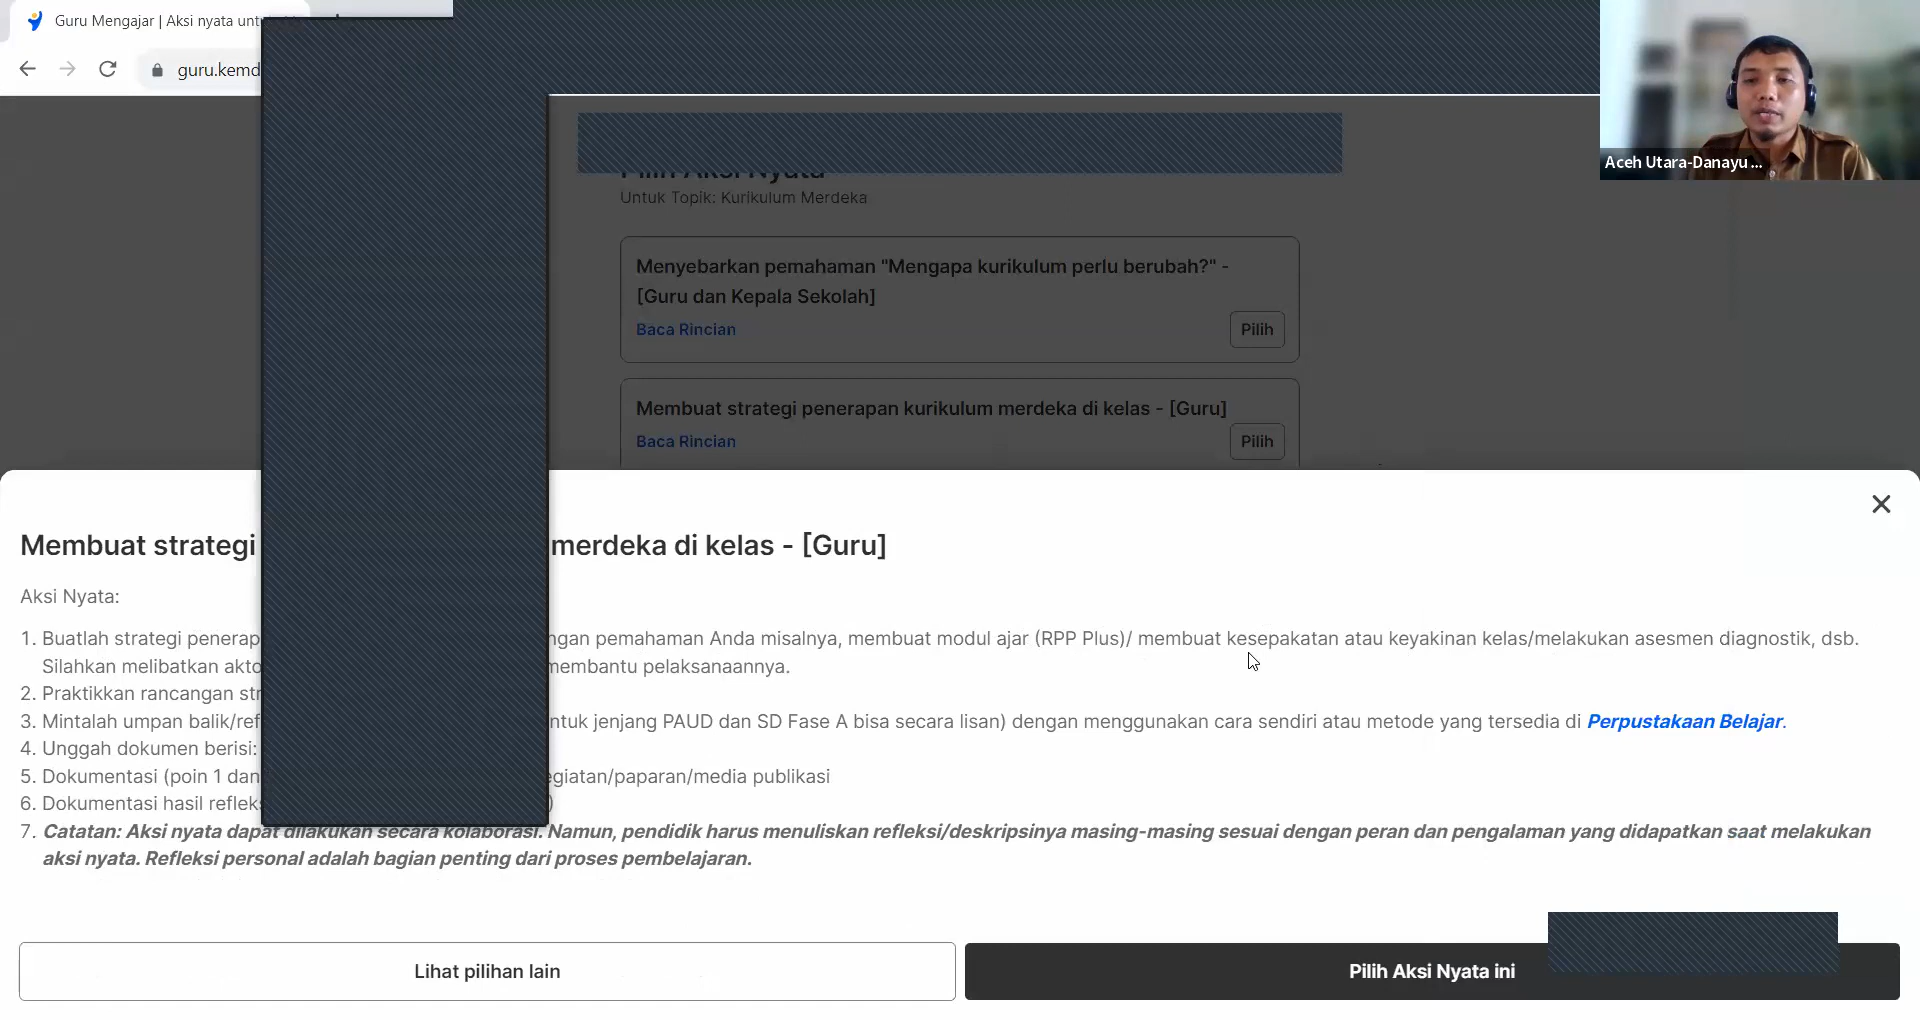 Guru Mengajar | Aksi nyata unt
guru.kemd
Aceh Utara-Danayu ...
Pilih Aksi Nyata
Untuk Topik: Kurikulum Merdeka
Menyebarkan pemahaman "Mengapa kurikulum perlu berubah?" -
[Guru dan Kepala Sekolah]
Baca Rincian
Pilih
Membuat strategi penerapan kurikulum merdeka di kelas - [Guru]
Baca Rincian
Pilih
Membuat strategi merdeka di kelas - [Guru]
Aksi Nyata:
1. Buatlah strategi penerap ngan pemahaman Anda misalnya, membuat modul ajar (RPP Plus)/ membuat kesepakatan atau keyakinan kelas/melakukan asesmen diagnostik, dsb.
Silahkan melibatkan akto membantu pelaksanaannya.
2. Praktikkan rancangan str
3. Mintalah umpan balik/ref ntuk jenjang PAUD dan SD Fase A bisa secara lisan) dengan menggunakan cara sendiri atau metode yang tersedia di Perpustakaan Belajar.
4. Unggah dokumen berisi:
5. Dokumentasi (poin 1 dan egiatan/paparan/media publikasi
6. Dokumentasi hasil refleks )
7. Catatan: Aksi nyata dapat dilakukan secara kolaborasi. Namun, pendidik harus menuliskan refleksi/deskripsinya masing-masing sesuai dengan peran dan pengalaman yang didapatkan saat melakukan
aksi nyata. Refleksi personal adalah bagian penting dari proses pembelajaran.
Lihat pilihan lain
Pilih Aksi Nyata ini